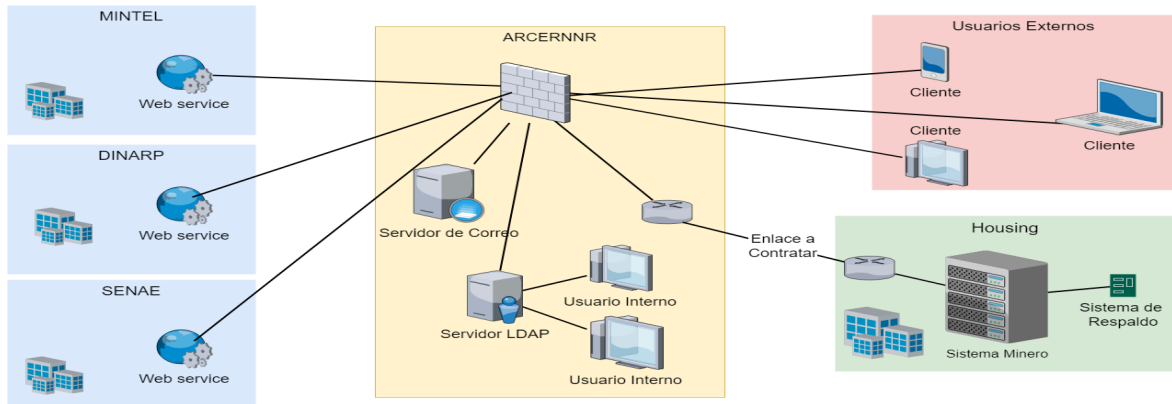 MINTEL
Web service
DINARP
Web service
SENAE
Web service
ARCERNNR
Servidor de Correo
Usuario Interno
Servidor LDAP
Usuario Interno
Enlace a
Contratar
Usuarios Externos
Cliente
Cliente
Cliente
Housing
Sistema Minero
Sistema de
Respaldo